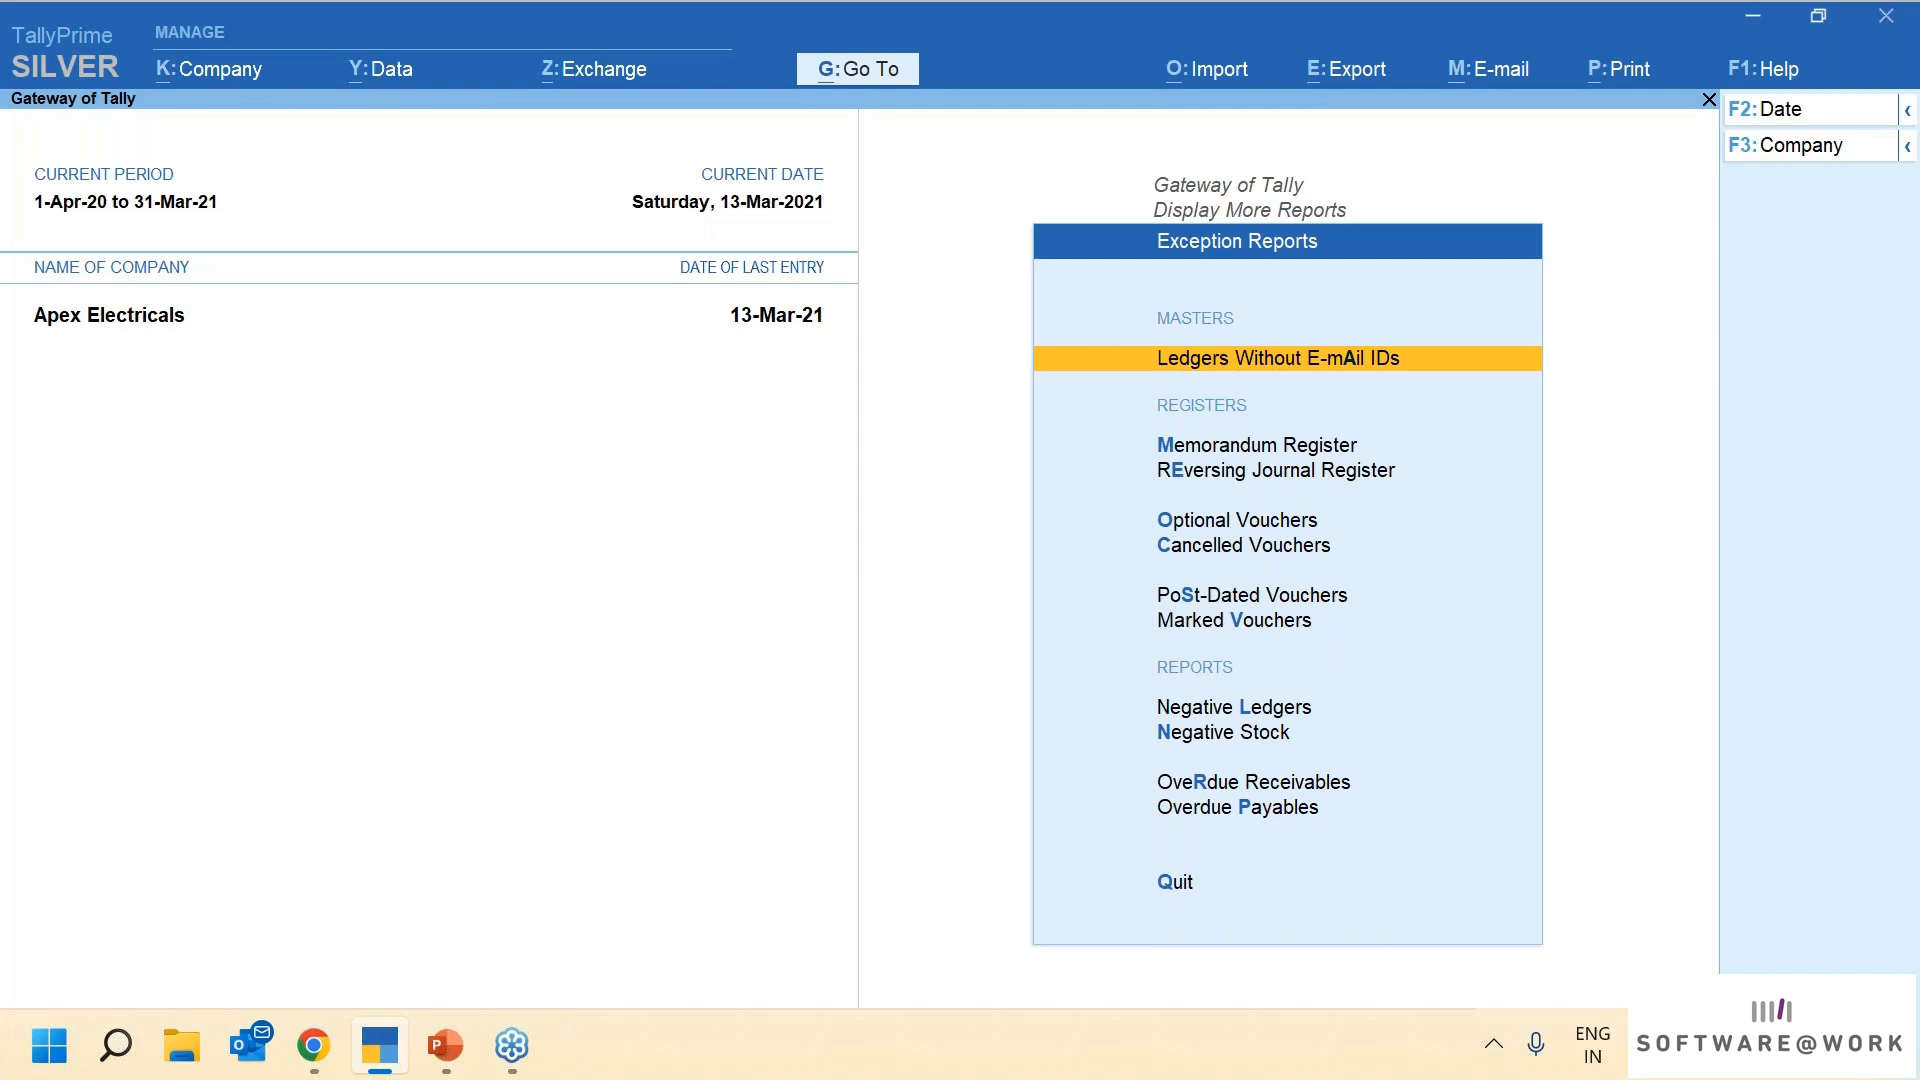 TallyPrime
SILVER
MANAGE
K:Company
Y:Data
Z:Exchange
G:Go To
O:Import
E:Export
M:E-mail
P:Print
F1:Help
Gateway of Tally
F2:Date
F3:Company
CURRENT PERIOD
CURRENT DATE
1-Apr-20 to 31-Mar-21
Saturday, 13-Mar-2021
NAME OF COMPANY
DATE OF LAST ENTRY
Apex Electricals
13-Mar-21
Gateway of Tally
Display More Reports
Exception Reports
MASTERS
Ledgers Without E-mAil IDs
REGISTERS
Memorandum Register
REversing Journal Register
Optional Vouchers
Cancelled Vouchers
PoSt-Dated Vouchers
Marked Vouchers
REPORTS
Negative Ledgers
Negative Stock
OveRdue Receivables
Overdue Payables
Quit
ENG
IN
SOFTWARE@WORK